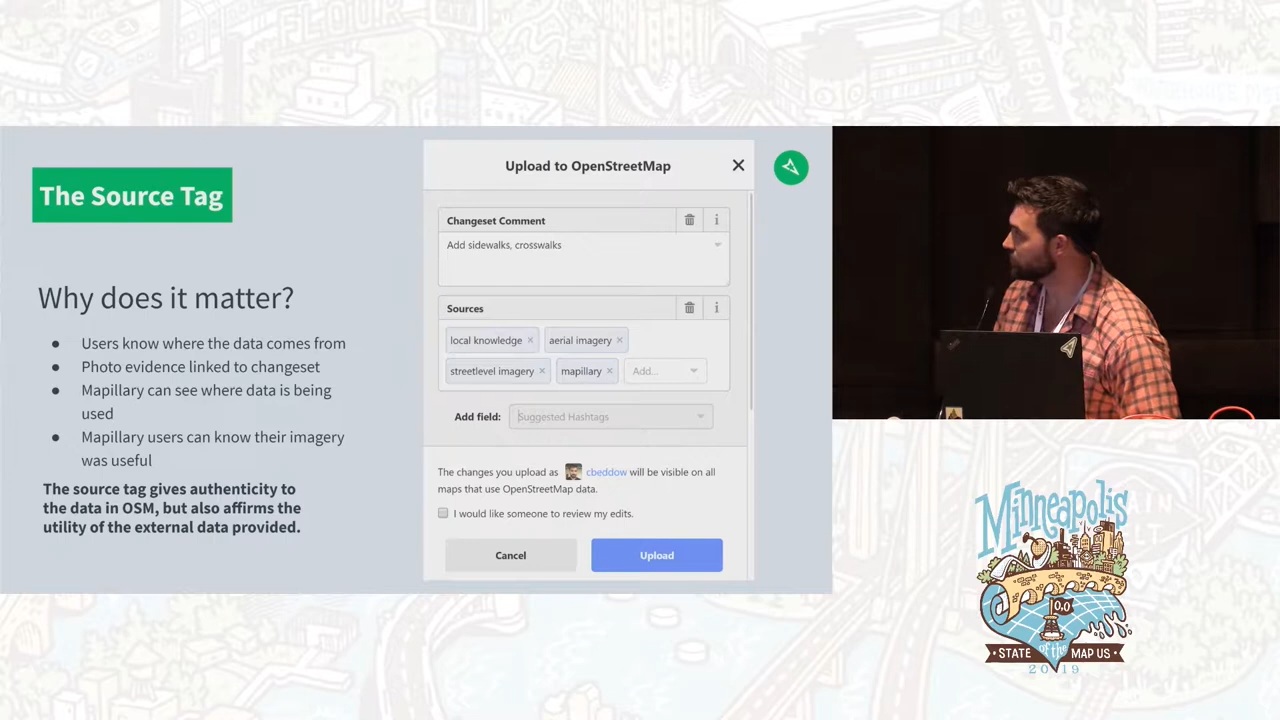 The Source Tag
Why does it matter?
● Users know where the data comes from
● Photo evidence linked to changeset
● Mapillary can see where data is being
used
● Mapillary users can know their imagery
was useful
The source tag gives authenticity to
the data in OSM, but also affirms the
utility of the external data provided.
Upload to OpenStreetMap
Changeset Comment
Add sidewalks, crosswalks
Sources
local knowledge × aerial imagery ×
streetlevel imagery × mapillary × Add...
Add field: Suggested Hashtags
The changes you upload as cbeddow will be visible on all
maps that use OpenStreetMap data.
I would like someone to review my edits.
Cancel Upload
Minneapolis
0,0
• STATE of the MAP US •
2019
FLOUR
HENNEPIN